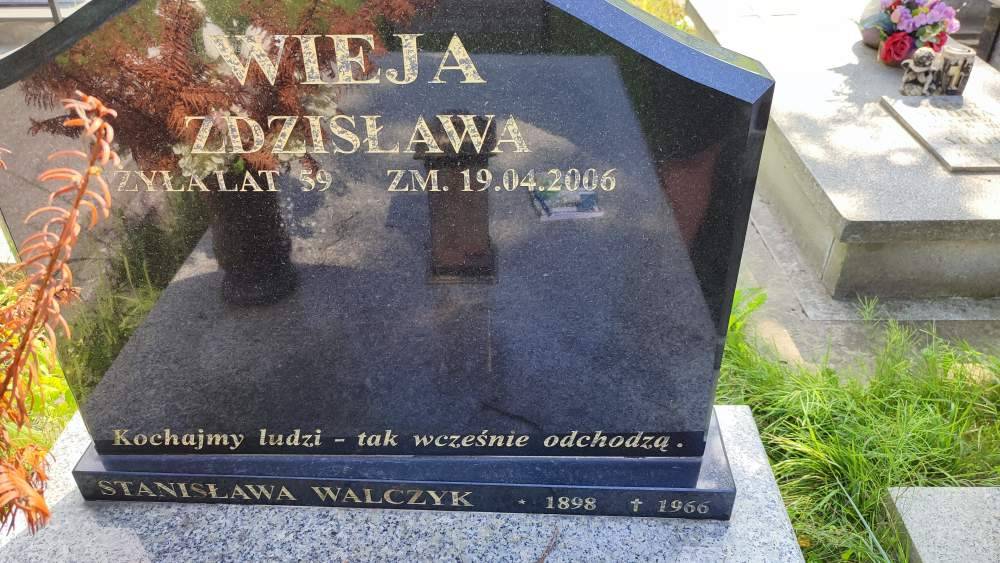 WIEJA
ZDZISŁAWA
ŻYŁA LAT 59 ZM. 19.04.2006
Kochajmy ludzi - tak wcześnie odchodzą.
STANISŁAWA WALCZYK * 1898 ✝ 1966